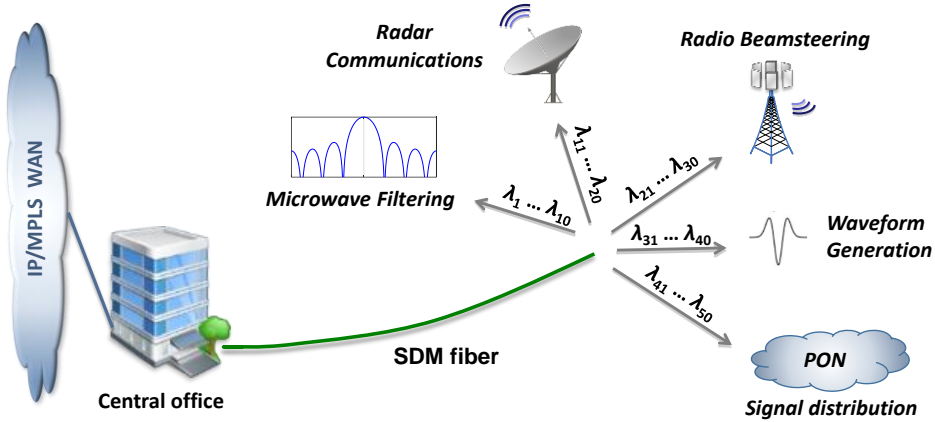 Radar
Communications
Radio Beamsteering
IP/MPLS WAN
Microwave Filtering
λ1 ... λ10
λ11 ... λ20
λ21 ... λ30
λ31 ... λ40
Waveform
Generation
λ41 ... λ50
SDM fiber
PON
Central office
Signal distribution